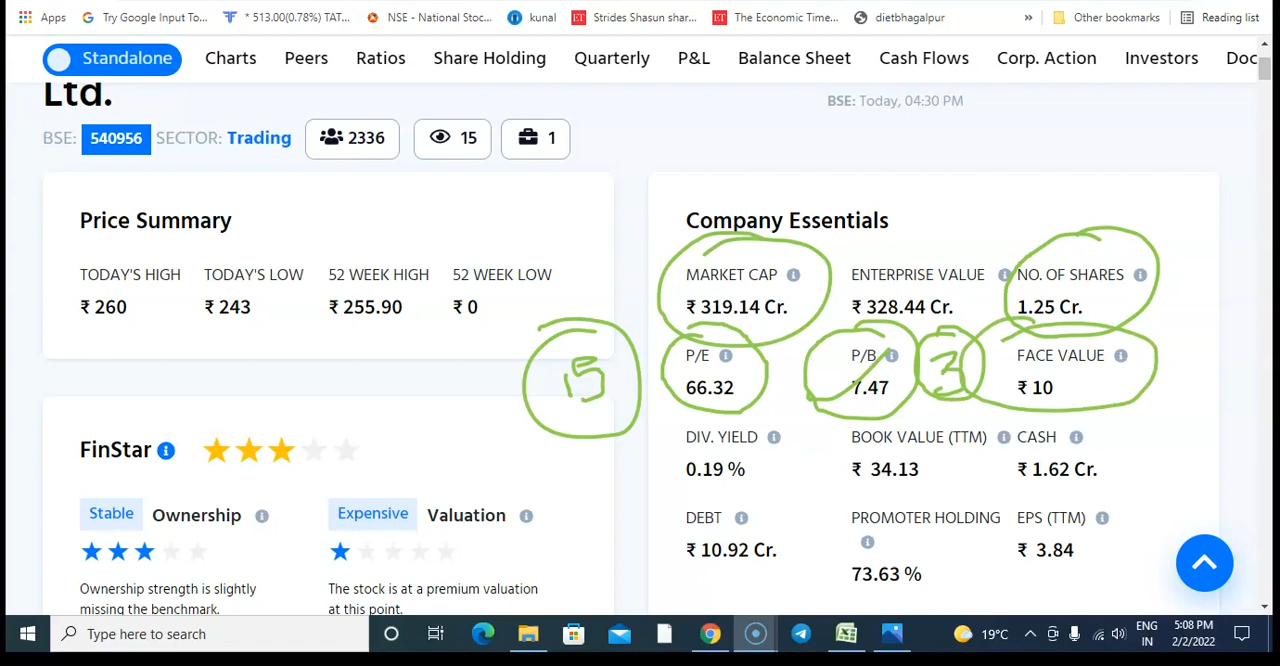 Apps Try Google Input To... * 513.00(0.78%) TAT... NSE - National Stoc... kunal Strides Shasun shar... The Economic Time... dietbhagalpur » Other bookmarks Reading list
Standalone Charts Peers Ratios Share Holding Quarterly P&L Balance Sheet Cash Flows Corp. Action Investors Doc
Ltd.
BSE: Today, 04:30 PM
BSE: 540956 SECTOR: Trading 2336 15 1
Price Summary
TODAY'S HIGH TODAY'S LOW 52 WEEK HIGH 52 WEEK LOW
₹ 260 ₹ 243 ₹ 255.90 ₹ 0
15
FinStar
Stable Ownership Expensive Valuation
Ownership strength is slightly The stock is at a premium valuation
missing the benchmark. at this point.
Company Essentials
MARKET CAP ENTERPRISE VALUE NO. OF SHARES
₹ 319.14 Cr. ₹ 328.44 Cr. 1.25 Cr.
P/E P/B 3 FACE VALUE
66.32 7.47 ₹ 10
DIV. YIELD BOOK VALUE (TTM) CASH
0.19 % ₹ 34.13 ₹ 1.62 Cr.
DEBT PROMOTER HOLDING EPS (TTM)
₹ 10.92 Cr. 73.63 % ₹ 3.84
Type here to search 19°C ENG 5:08 PM
IN 2/2/2022